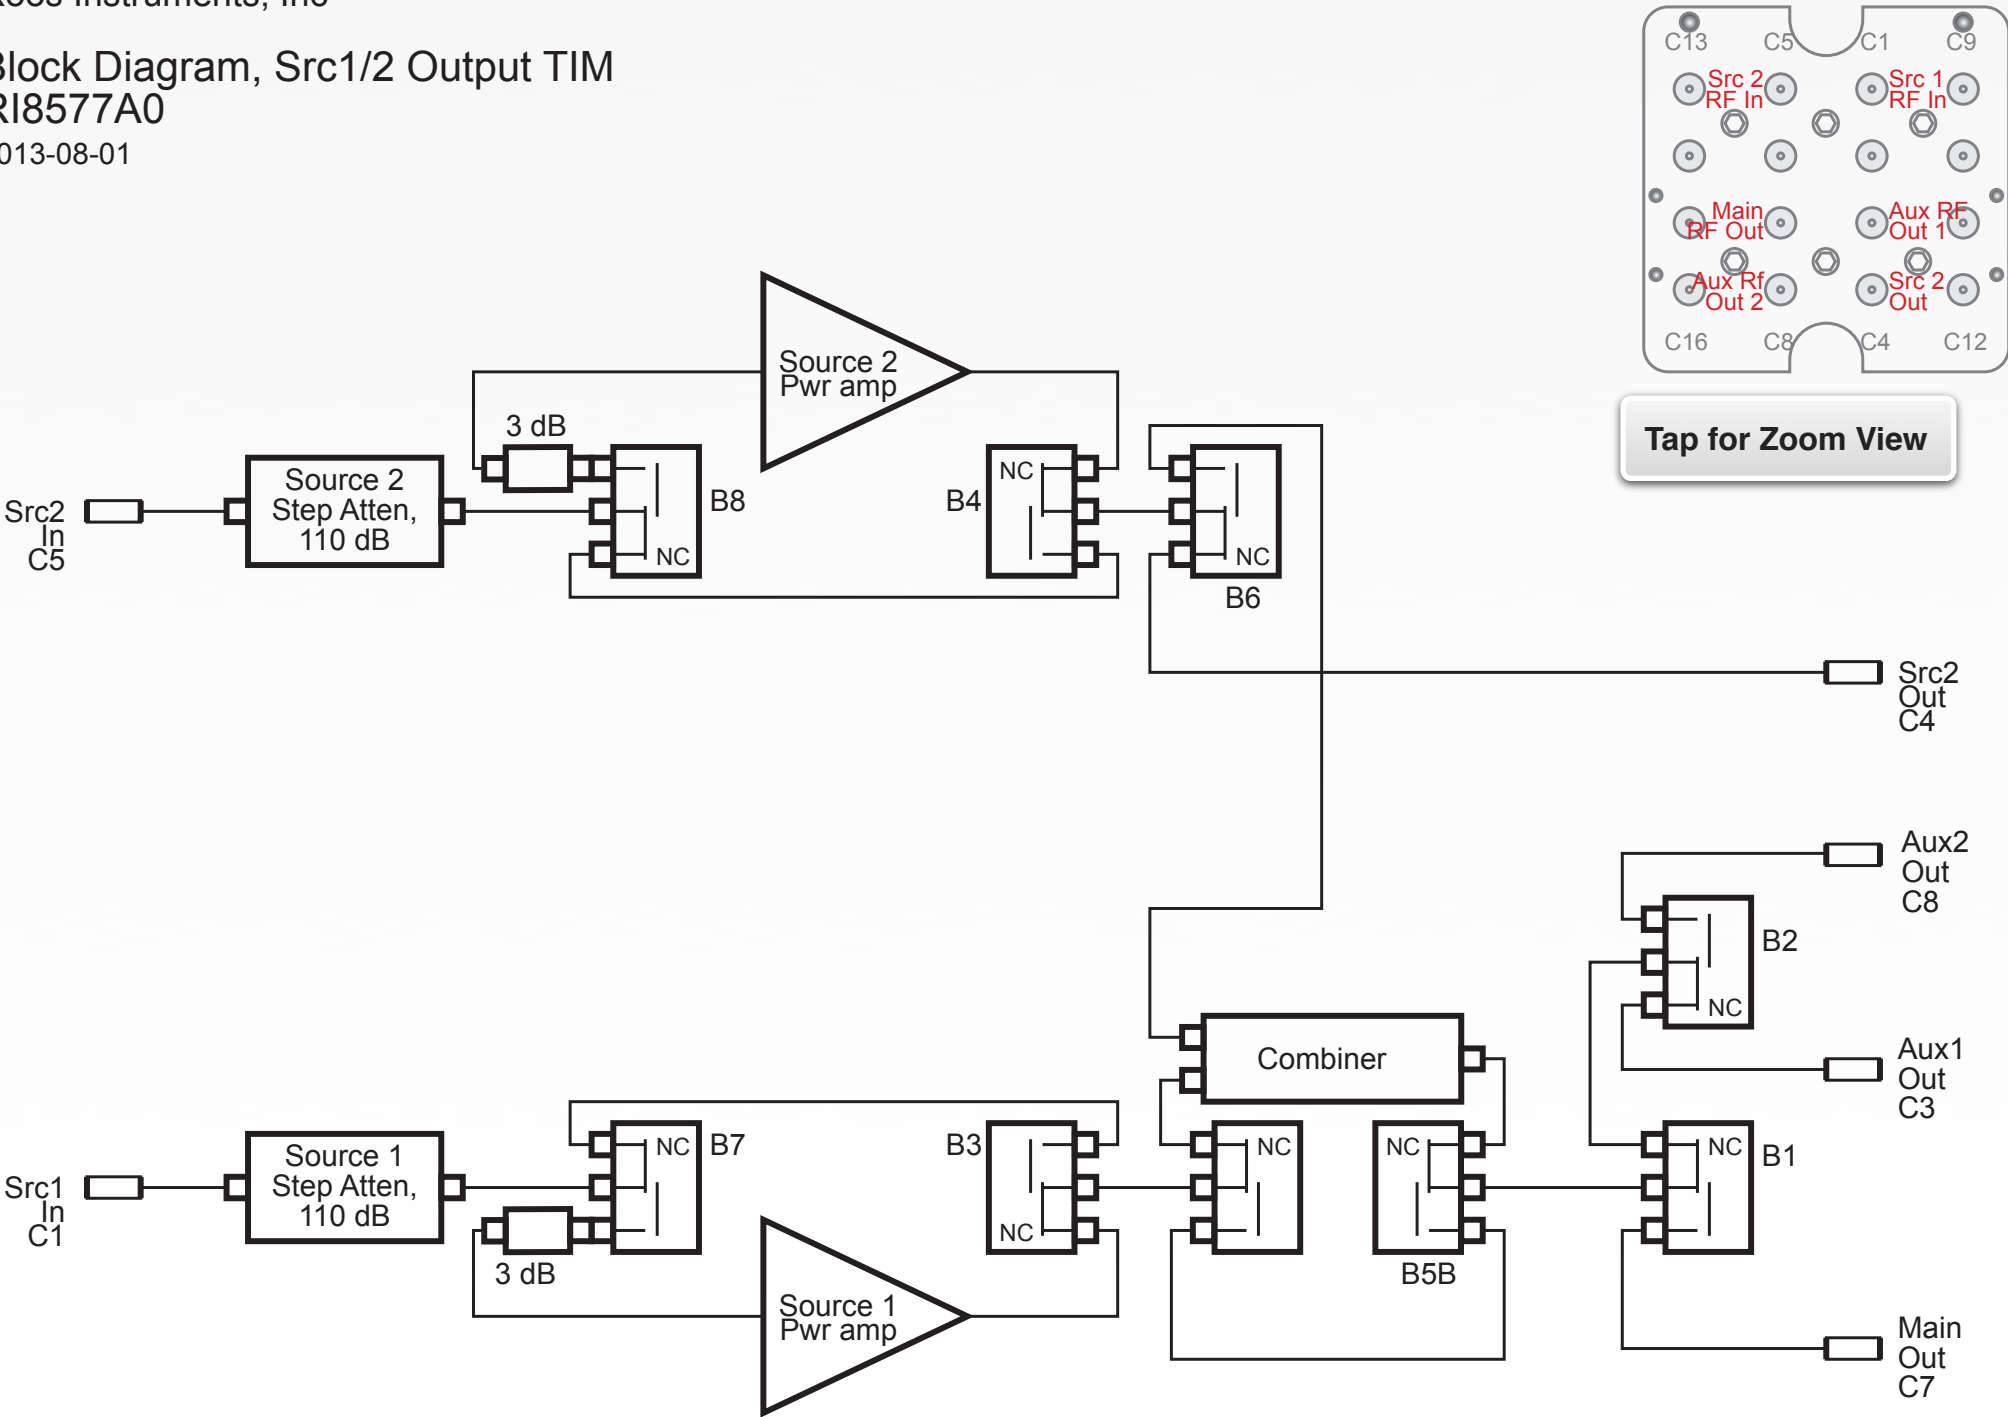 Block Diagram, Src1/2 Output TIM
RI8577A0
2013-08-01
C13 C5 C1 C9
Src 2
RF In
Src 1
RF In
Main
RF Out
Aux RF
Out 1
Aux Rf
Out 2
Src 2
Out
C16 C8 C4 C12
Tap for Zoom View
Source 2
Pwr amp
3 dB
Source 2
Step Atten,
110 dB
Src2
In
C5
B8
NC
NC
B4
NC
B6
Src2
Out
C4
Aux2
Out
C8
B2
NC
Combiner
Aux1
Out
C3
Source 1
Step Atten,
110 dB
Src1
In
C1
NC
B7
3 dB
B3
NC
NC
NC
B5B
NC
B1
Source 1
Pwr amp
Main
Out
C7